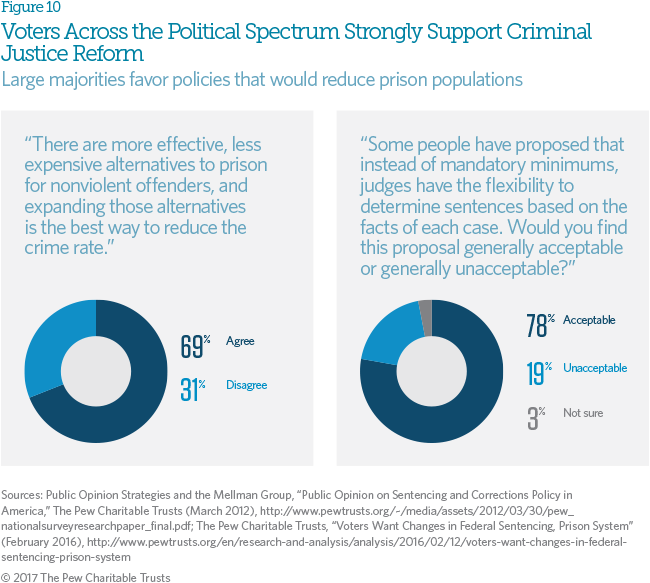 Figure 10
Voters Across the Political Spectrum Strongly Support Criminal
Justice Reform
Large majorities favor policies that would reduce prison populations
“There are more effective, less
expensive alternatives to prison
for nonviolent offenders, and
expanding those alternatives
is the best way to reduce the
crime rate.”
69% Agree
31% Disagree
“Some people have proposed that
instead of mandatory minimums,
judges have the flexibility to
determine sentences based on the
facts of each case. Would you find
this proposal generally acceptable
or generally unacceptable?”
78% Acceptable
19% Unacceptable
3% Not sure
Sources: Public Opinion Strategies and the Mellman Group, “Public Opinion on Sentencing and Corrections Policy in
America,” The Pew Charitable Trusts (March 2012), http://www.pewtrusts.org/~/media/assets/2012/03/30/pew_
nationalsurveyresearchpaper_final.pdf; The Pew Charitable Trusts, “Voters Want Changes in Federal Sentencing, Prison System”
(February 2016), http://www.pewtrusts.org/en/research-and-analysis/analysis/2016/02/12/voters-want-changes-in-federal-
sentencing-prison-system
© 2017 The Pew Charitable Trusts